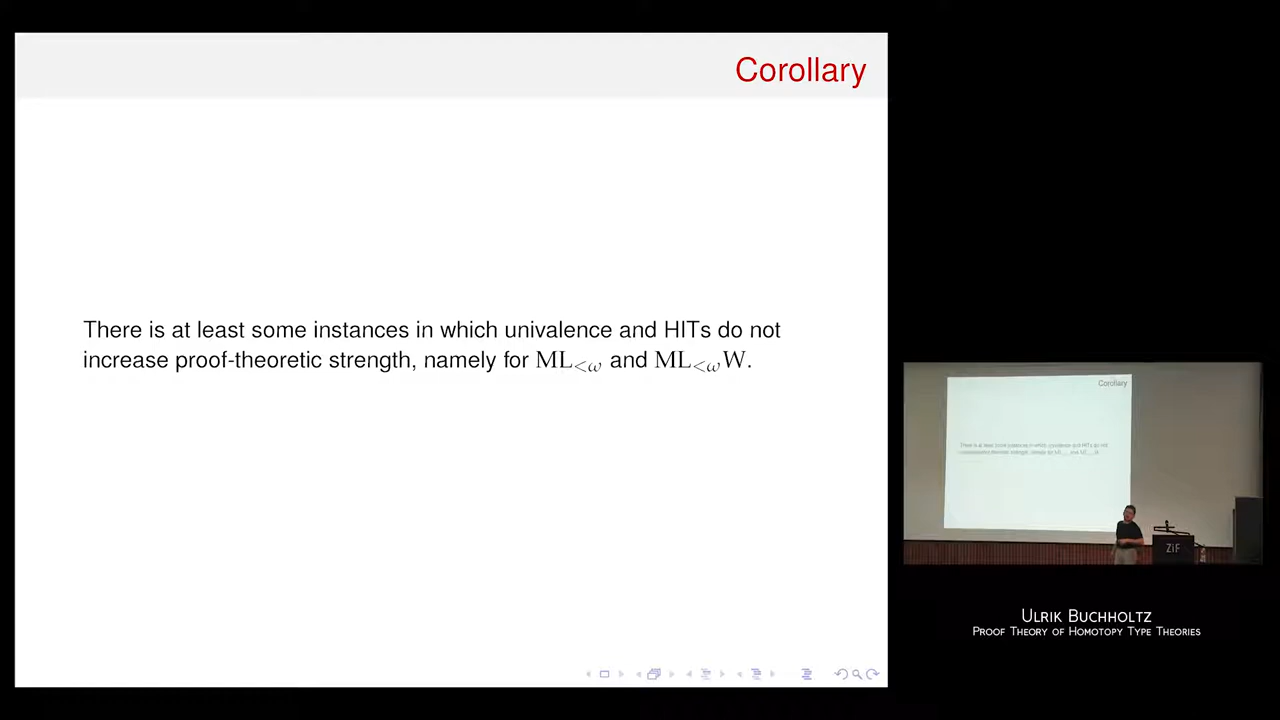 Corollary
There is at least some instances in which univalence and HITs do not
increase proof-theoretic strength, namely for ML<ω and ML<ωW.
Corollary
ZiF
Ulrik Buchholtz
Proof Theory of Homotopy Type Theories